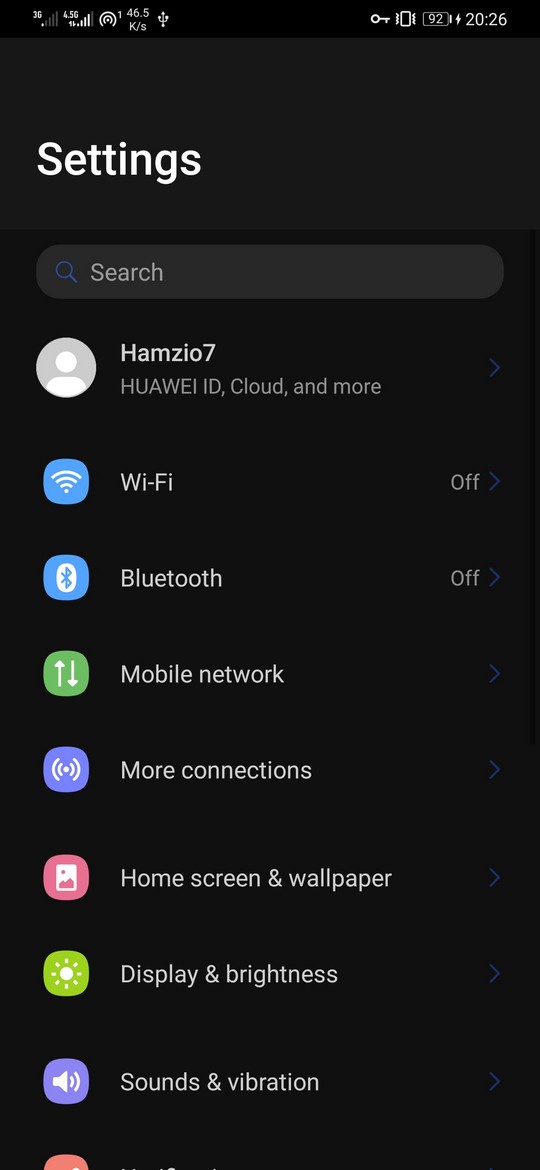 3G 4.5G 1 46.5 K/s 92 20:26
Settings
Search
Hamzio7
HUAWEI ID, Cloud, and more
Wi-Fi Off
Bluetooth Off
Mobile network
More connections
Home screen & wallpaper
Display & brightness
Sounds & vibration